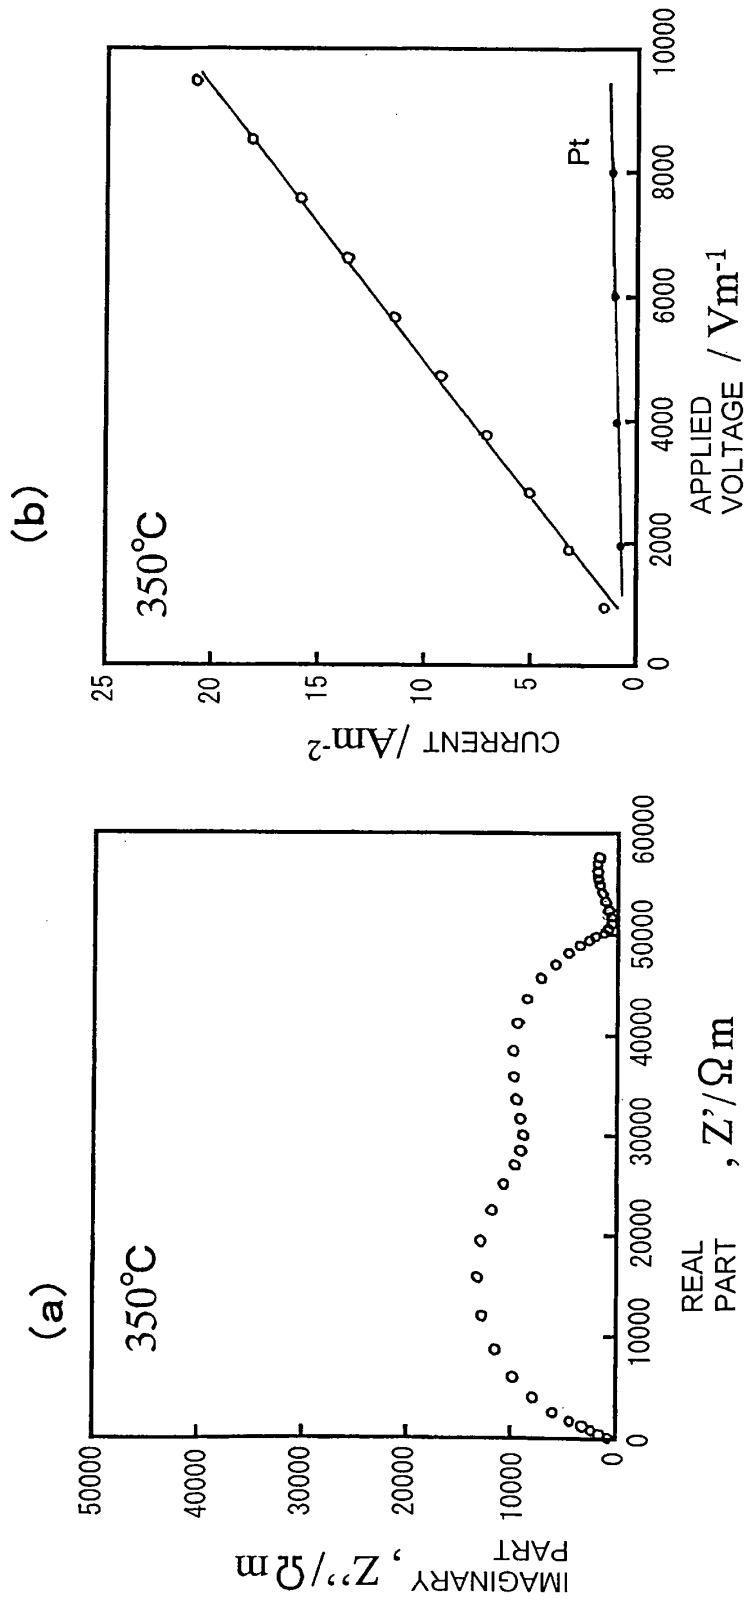 (a)
350°C
50000
40000
30000
20000
10000
0
IMAGINARY
PART , Z''/Ωm
0
10000
20000
30000
40000
50000
60000
REAL
PART , Z'/Ωm
(b)
350°C
25
20
15
10
5
0
CURRENT /Am-2
Pt
0
2000
4000
6000
8000
10000
APPLIED
VOLTAGE / Vm-1